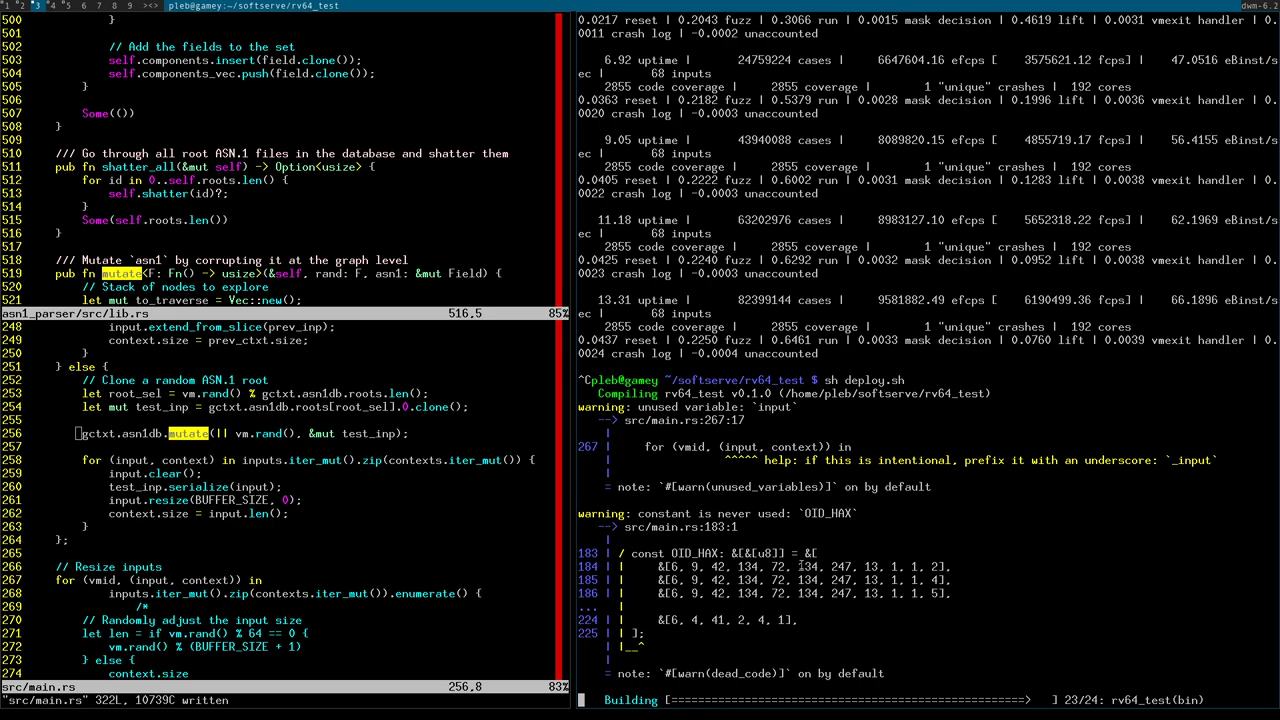 1 2 3 4 5 6 7 8 9 ><> pleb@gamey:~/softserve/rv64_test dwm-6.2
500 }
501
502 // Add the fields to the set
503 self.components.insert(field.clone());
504 self.components_vec.push(field.clone());
505 }
506
507 Some(())
508 }
509
510 /// Go through all root ASN.1 files in the database and shatter them
511 pub fn shatter_all(&mut self) -> Option<usize> {
512 for id in 0..self.roots.len() {
513 self.shatter(id)?;
514 }
515 Some(self.roots.len())
516 }
517
518 /// Mutate `asn1` by corrupting it at the graph level
519 pub fn mutate<F: Fn() -> usize>(&self, rand: F, asn1: &mut Field) {
520 // Stack of nodes to explore
521 let mut to_traverse = Vec::new();
asn1_parser/src/lib.rs 516,5 85%
248 input.extend_from_slice(prev_inp);
249 context.size = prev_ctxt.size;
250 }
251 } else {
252 // Clone a random ASN.1 root
253 let root_sel = vm.rand() % gctxt.asn1db.roots.len();
254 let mut test_inp = gctxt.asn1db.roots[root_sel].0.clone();
255
256 gctxt.asn1db.mutate(|| vm.rand(), &mut test_inp);
257
258 for (input, context) in inputs.iter_mut().zip(contexts.iter_mut()) {
259 input.clear();
260 test_inp.serialize(input);
261 input.resize(BUFFER_SIZE, 0);
262 context.size = input.len();
263 }
264 };
265
266 // Resize inputs
267 for (vmid, (input, context)) in
268 inputs.iter_mut().zip(contexts.iter_mut()).enumerate() {
269 /*
270 // Randomly adjust the input size
271 let len = if vm.rand() % 64 == 0 {
272 vm.rand() % (BUFFER_SIZE + 1)
273 } else {
274 context.size
src/main.rs 256,8 83%
"src/main.rs" 322L, 10739C written
0.0217 reset | 0.2043 fuzz | 0.3066 run | 0.0015 mask decision | 0.4619 lift | 0.0031 vmexit handler | 0.
0011 crash log | -0.0002 unaccounted
6.92 uptime | 24759224 cases | 6647604.16 efcps [ 3575621.12 fcps] | 47.0516 eBinst/s
ec | 68 inputs
2855 code coverage | 2855 coverage | 1 "unique" crashes | 192 cores
0.0363 reset | 0.2182 fuzz | 0.5379 run | 0.0028 mask decision | 0.1996 lift | 0.0036 vmexit handler | 0.
0020 crash log | -0.0003 unaccounted
9.05 uptime | 43940088 cases | 8089820.15 efcps [ 4855719.17 fcps] | 56.4155 eBinst/s
ec | 68 inputs
2855 code coverage | 2855 coverage | 1 "unique" crashes | 192 cores
0.0405 reset | 0.2222 fuzz | 0.6002 run | 0.0031 mask decision | 0.1283 lift | 0.0038 vmexit handler | 0.
0022 crash log | -0.0003 unaccounted
11.18 uptime | 63202976 cases | 8983127.10 efcps [ 5652318.22 fcps] | 62.1969 eBinst/s
ec | 68 inputs
2855 code coverage | 2855 coverage | 1 "unique" crashes | 192 cores
0.0425 reset | 0.2240 fuzz | 0.6292 run | 0.0032 mask decision | 0.0952 lift | 0.0038 vmexit handler | 0.
0023 crash log | -0.0003 unaccounted
13.31 uptime | 82399144 cases | 9581882.49 efcps [ 6190499.36 fcps] | 66.1896 eBinst/s
ec | 68 inputs
2855 code coverage | 2855 coverage | 1 "unique" crashes | 192 cores
0.0437 reset | 0.2250 fuzz | 0.6461 run | 0.0033 mask decision | 0.0760 lift | 0.0039 vmexit handler | 0.
0024 crash log | -0.0004 unaccounted
^Cpleb@gamey ~/softserve/rv64_test $ sh deploy.sh
Compiling rv64_test v0.1.0 (/home/pleb/softserve/rv64_test)
warning: unused variable: `input`
--> src/main.rs:267:17
|
267 | for (vmid, (input, context)) in
| ^^^^^ help: if this is intentional, prefix it with an underscore: `_input`
|
= note: `#[warn(unused_variables)]` on by default
warning: constant is never used: `OID_HAX`
--> src/main.rs:183:1
|
183 | / const OID_HAX: &[&[u8]] = &[
184 | | &[6, 9, 42, 134, 72, 134, 247, 13, 1, 1, 2],
185 | | &[6, 9, 42, 134, 72, 134, 247, 13, 1, 1, 4],
186 | | &[6, 9, 42, 134, 72, 134, 247, 13, 1, 1, 5],
... |
224 | | &[6, 4, 41, 2, 4, 1],
225 | | ];
| |__^
|
= note: `#[warn(dead_code)]` on by default
Building [=====================================================> ] 23/24: rv64_test(bin)